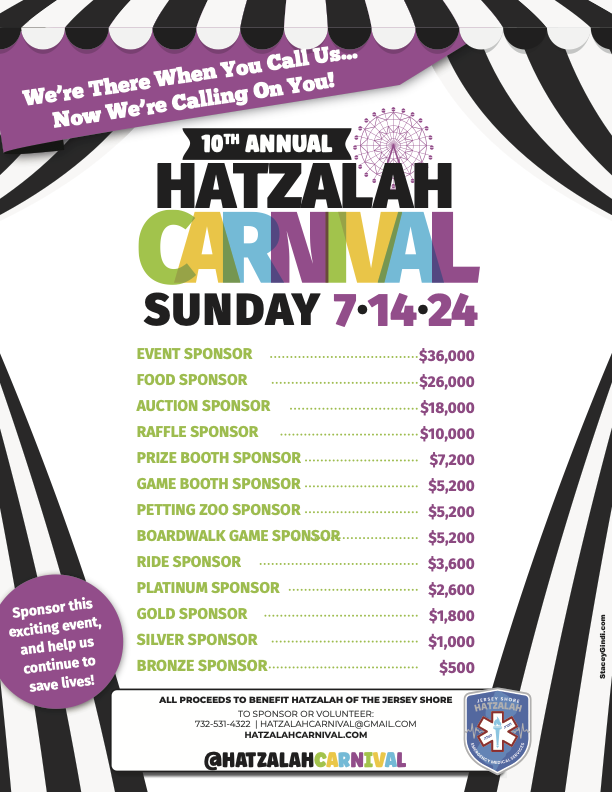 We're There When You Call Us...
Now We're Calling On You!
10TH ANNUAL
HATZALAH
CARNIVAL
SUNDAY 7•14•24
EVENT SPONSOR ........ $36,000
FOOD SPONSOR ........ $26,000
AUCTION SPONSOR ........ $18,000
RAFFLE SPONSOR ........ $10,000
PRIZE BOOTH SPONSOR ........ $7,200
GAME BOOTH SPONSOR ........ $5,200
PETTING ZOO SPONSOR ........ $5,200
BOARDWALK GAME SPONSOR ........ $5,200
RIDE SPONSOR ........ $3,600
PLATINUM SPONSOR ........ $2,600
GOLD SPONSOR ........ $1,800
SILVER SPONSOR ........ $1,000
BRONZE SPONSOR ........ $500
Sponsor this
exciting event,
and help us
continue to
save lives!
StaceyGindi.com
ALL PROCEEDS TO BENEFIT HATZALAH OF THE JERSEY SHORE
TO SPONSOR OR VOLUNTEER:
732-531-4322 | HATZALAHCARNIVAL@GMAIL.COM
HATZALAHCARNIVAL.COM
@HATZALAHCARNIVAL
JERSEY SHORE
HATZALAH
EMERGENCY MEDICAL SERVICES